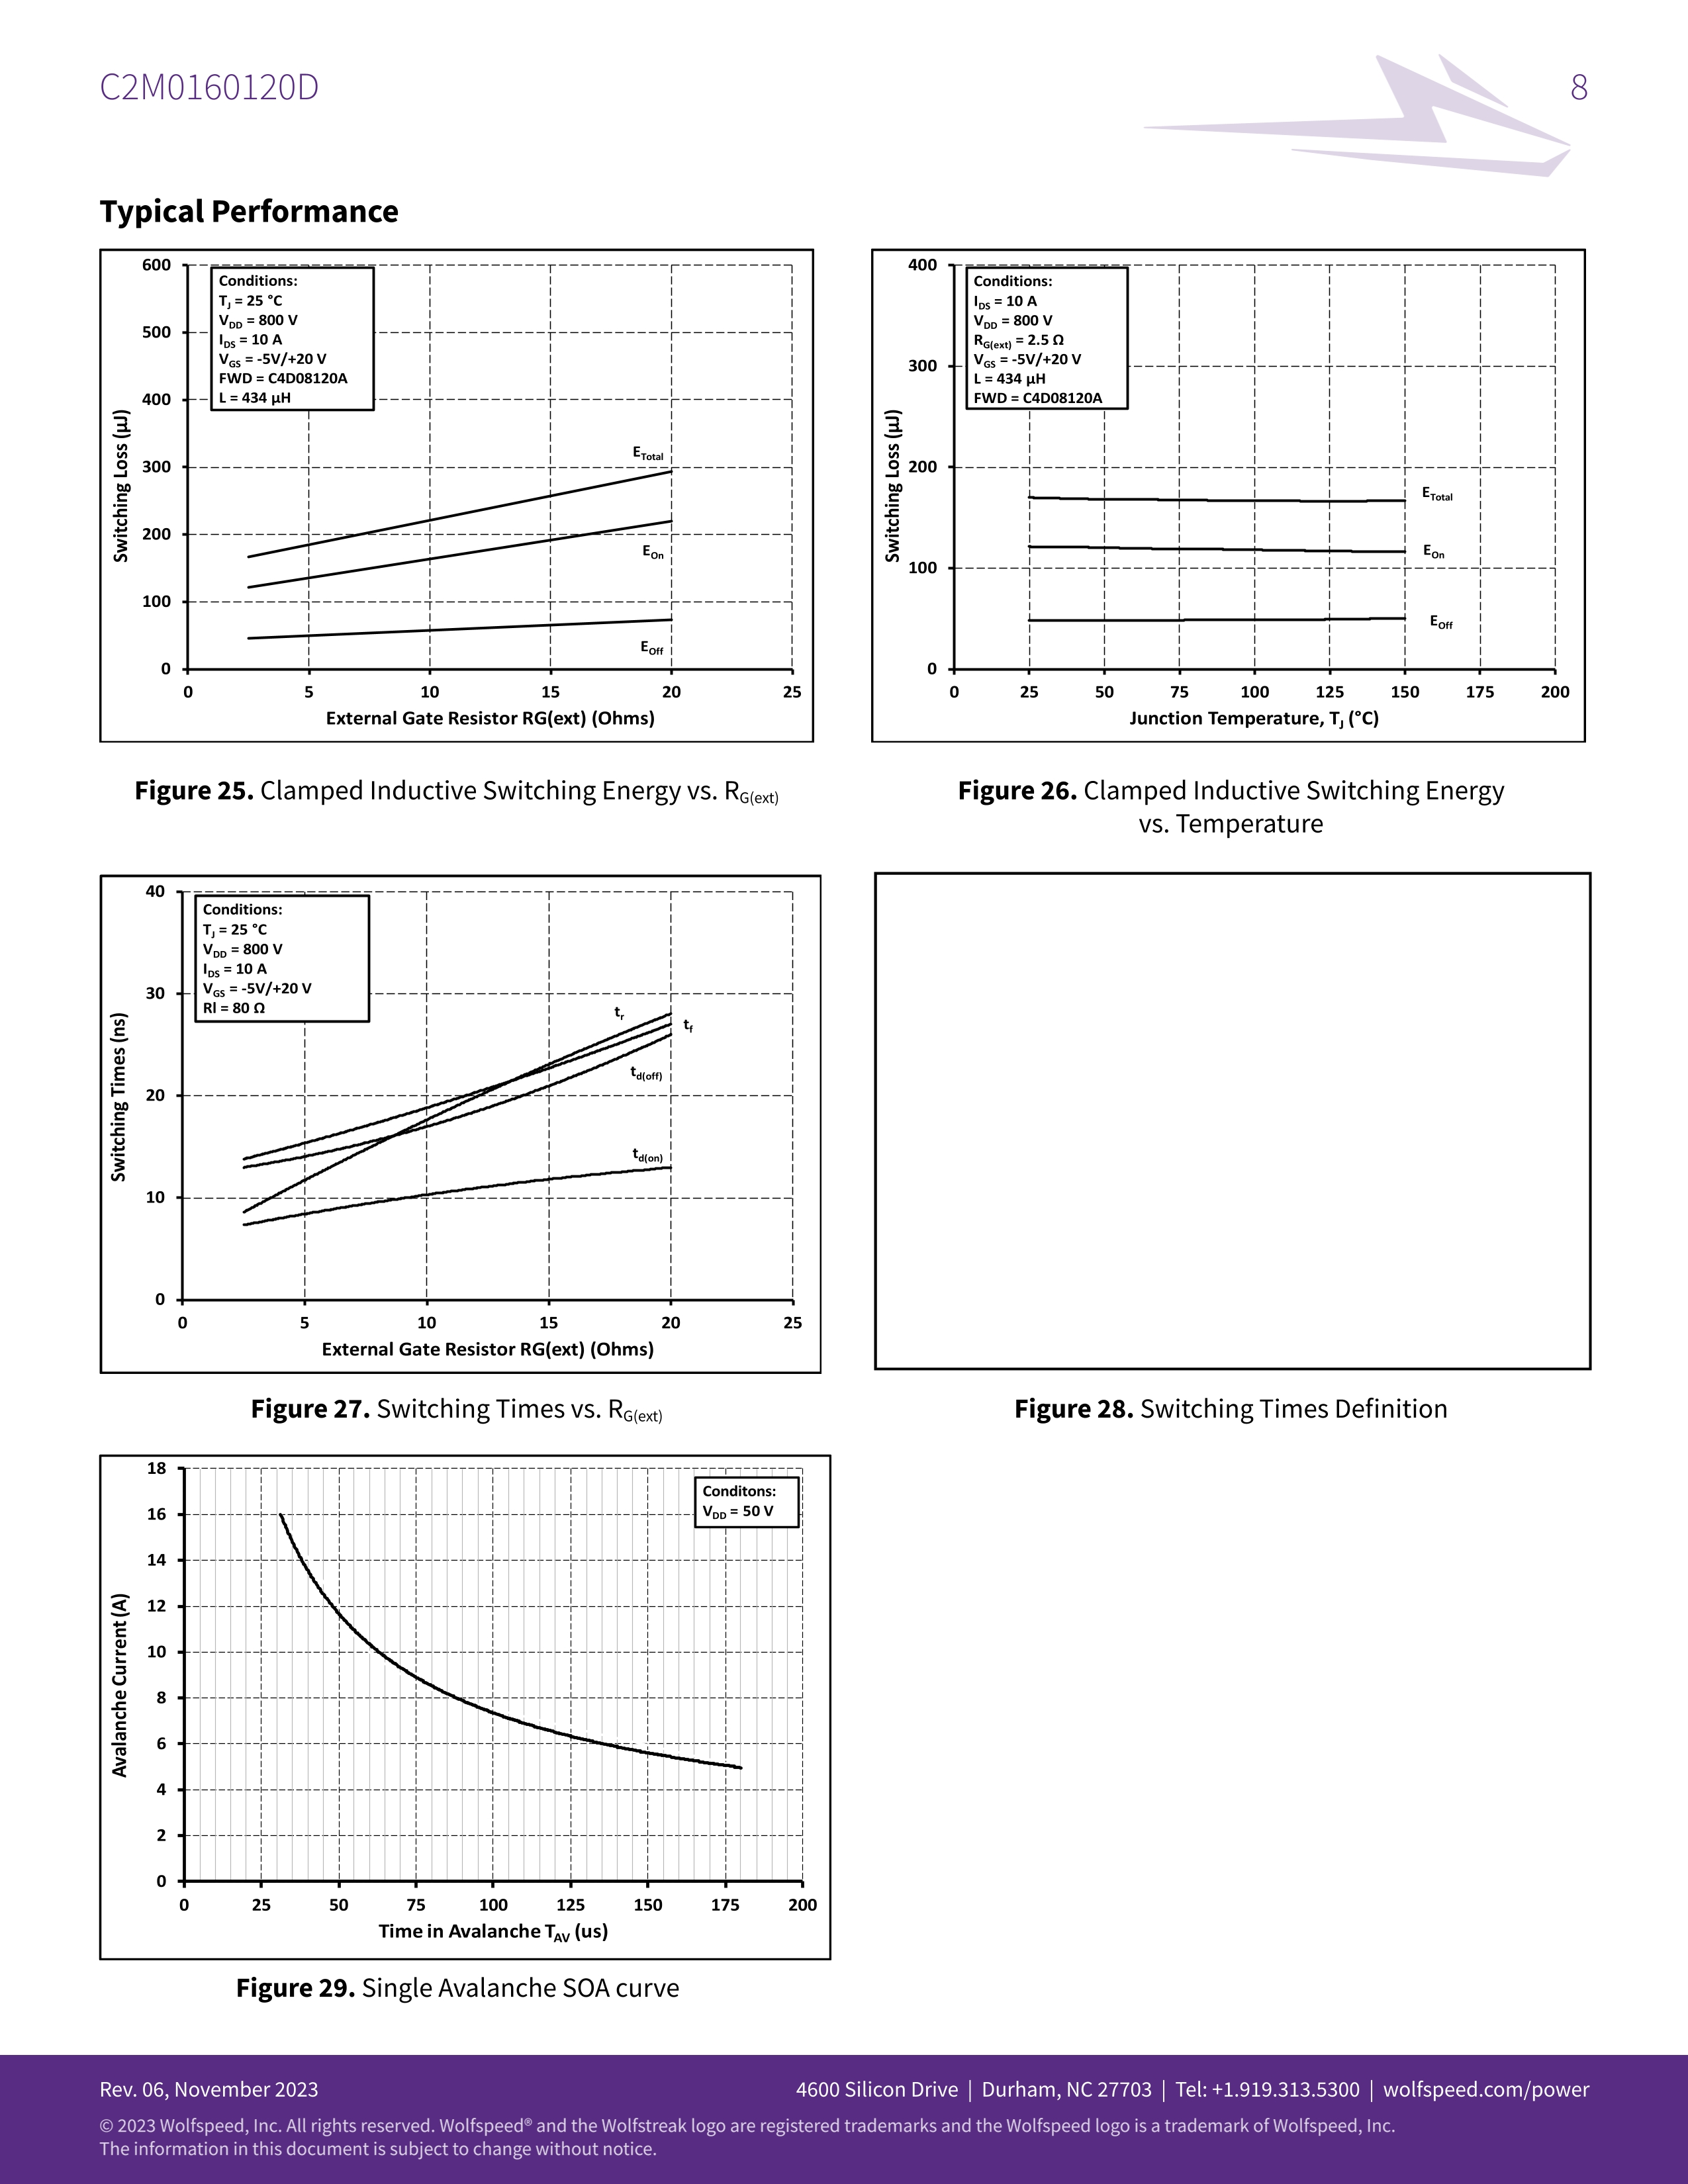 C2M0160120D
8
Typical Performance
600
500
400
300
200
100
0
Switching Loss (µJ)
Conditions:
TJ = 25 °C
VDD = 800 V
IDS = 10 A
VGS = -5V/+20 V
FWD = C4D08120A
L = 434 μH
ETotal
EOn
EOff
0 5 10 15 20 25
External Gate Resistor RG(ext) (Ohms)
Figure 25. Clamped Inductive Switching Energy vs. RG(ext)
400
300
200
100
0
Switching Loss (µJ)
Conditions:
IDS = 10 A
VDD = 800 V
RG(ext) = 2.5 Ω
VGS = -5V/+20 V
L = 434 μH
FWD = C4D08120A
ETotal
EOn
EOff
0 25 50 75 100 125 150 175 200
Junction Temperature, TJ (°C)
Figure 26. Clamped Inductive Switching Energy
vs. Temperature
40
30
20
10
0
Switching Times (ns)
Conditions:
TJ = 25 °C
VDD = 800 V
IDS = 10 A
VGS = -5V/+20 V
Rl = 80 Ω
tr
tf
td(off)
td(on)
0 5 10 15 20 25
External Gate Resistor RG(ext) (Ohms)
Figure 27. Switching Times vs. RG(ext)
Figure 28. Switching Times Definition
18
16
14
12
10
8
6
4
2
0
Avalanche Current (A)
Conditons:
VDD = 50 V
0 25 50 75 100 125 150 175 200
Time in Avalanche TAV (us)
Figure 29. Single Avalanche SOA curve
Rev. 06, November 2023
4600 Silicon Drive | Durham, NC 27703 | Tel: +1.919.313.5300 | wolfspeed.com/power
© 2023 Wolfspeed, Inc. All rights reserved. Wolfspeed® and the Wolfstreak logo are registered trademarks and the Wolfspeed logo is a trademark of Wolfspeed, Inc.
The information in this document is subject to change without notice.